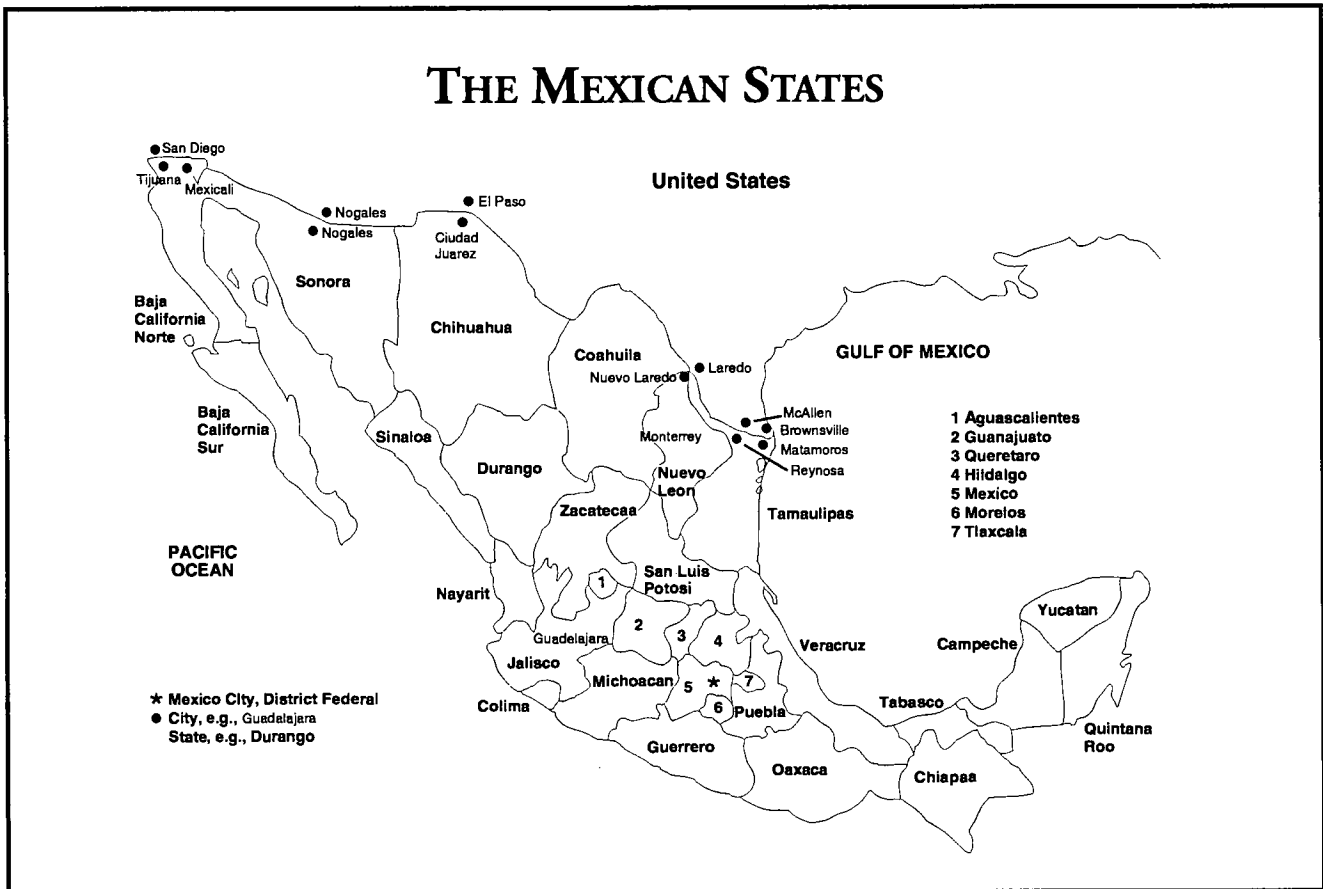 THE MEXICAN STATES
San Diego
Tijuana
Mexicali
United States
Nogales
Nogales
El Paso
Ciudad
Juarez
Sonora
Baja
California
Norte
Chihuahua
Coahuila
GULF OF MEXICO
Nuevo Laredo
Laredo
Baja
California
Sur
Sinaloa
Monterrey
McAllen
Brownsville
Matamoros
Reynosa
Durango
Nuevo
Leon
Zacatecaa
Tamaulipas
1 Aguascalientes
2 Guanajuato
3 Queretaro
4 Hildalgo
5 Mexico
6 Morelos
7 Tlaxcala
PACIFIC
OCEAN
Nayarit
1
San Luis
Potosi
Yucatan
Guadalajara
2
3
4
Veracruz
Campeche
Jalisco
Michoacan
5
★
7
Colima
6
Puebla
Tabasco
Quintana
Roo
★ Mexico City, District Federal
● City, e.g., Guadalajara
State, e.g., Durango
Guerrero
Oaxaca
Chiapaa